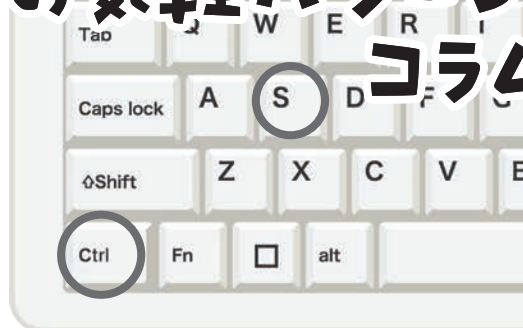 コラム
Tab Q W E R T
Caps lock A S D F G
⇧Shift Z X C V B
Ctrl Fn □ alt